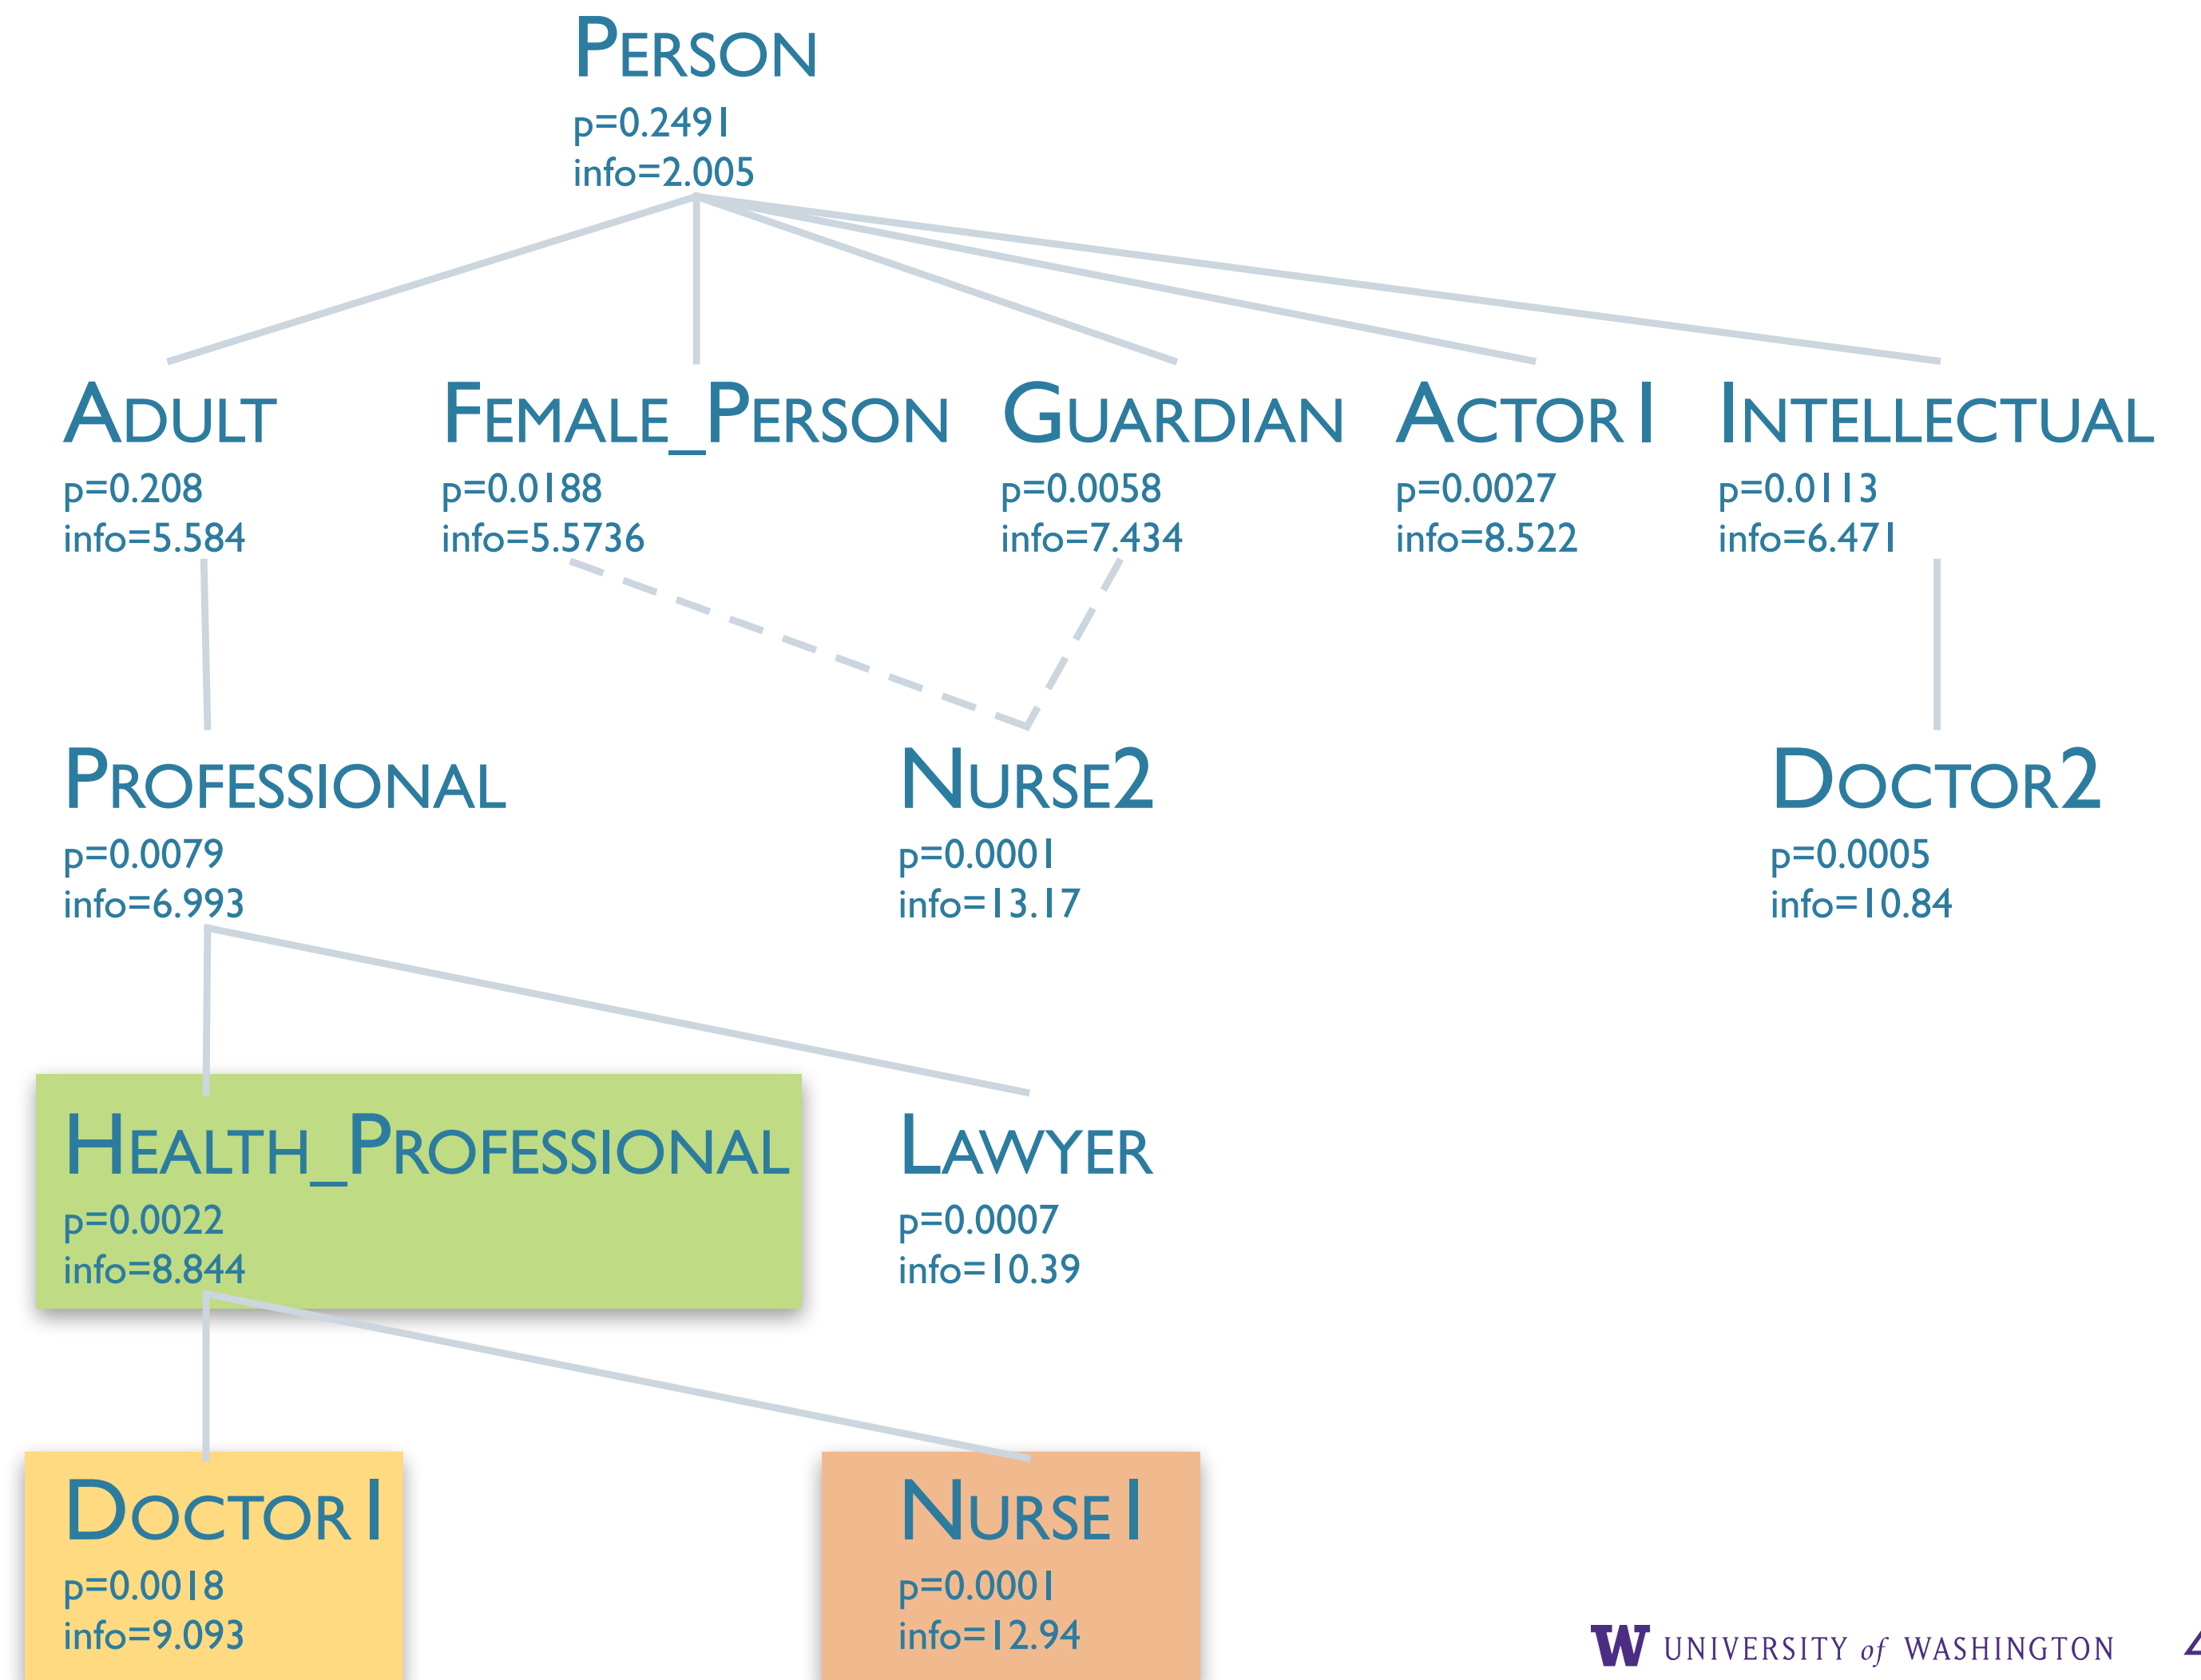 PERSON
p=0.2491
info=2.005
ADULT
p=0.208
info=5.584
FEMALE_PERSON
p=0.0188
info=5.5736
GUARDIAN
p=0.0058
info=7.434
ACTOR1
p=0.0027
info=8.522
INTELLECTUAL
p=0.0113
info=6.471
PROFESSIONAL
p=0.0079
info=6.993
NURSE2
p=0.0001
info=13.17
DOCTOR2
p=0.0005
info=10.84
HEALTH_PROFESSIONAL
p=0.0022
info=8.844
LAWYER
p=0.0007
info=10.39
DOCTOR1
p=0.0018
info=9.093
NURSE1
p=0.0001
info=12.94
W UNIVERSITY of WASHINGTON